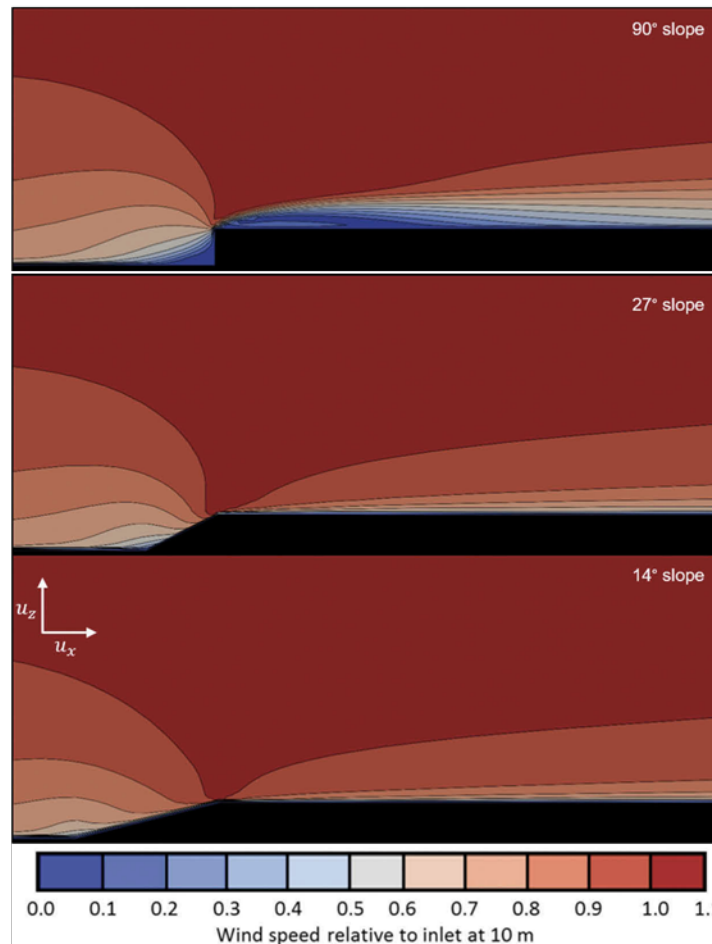 90° slope
27° slope
14° slope
u_z
u_x
0.0 0.1 0.2 0.3 0.4 0.5 0.6 0.7 0.8 0.9 1.0 1.
Wind speed relative to inlet at 10 m